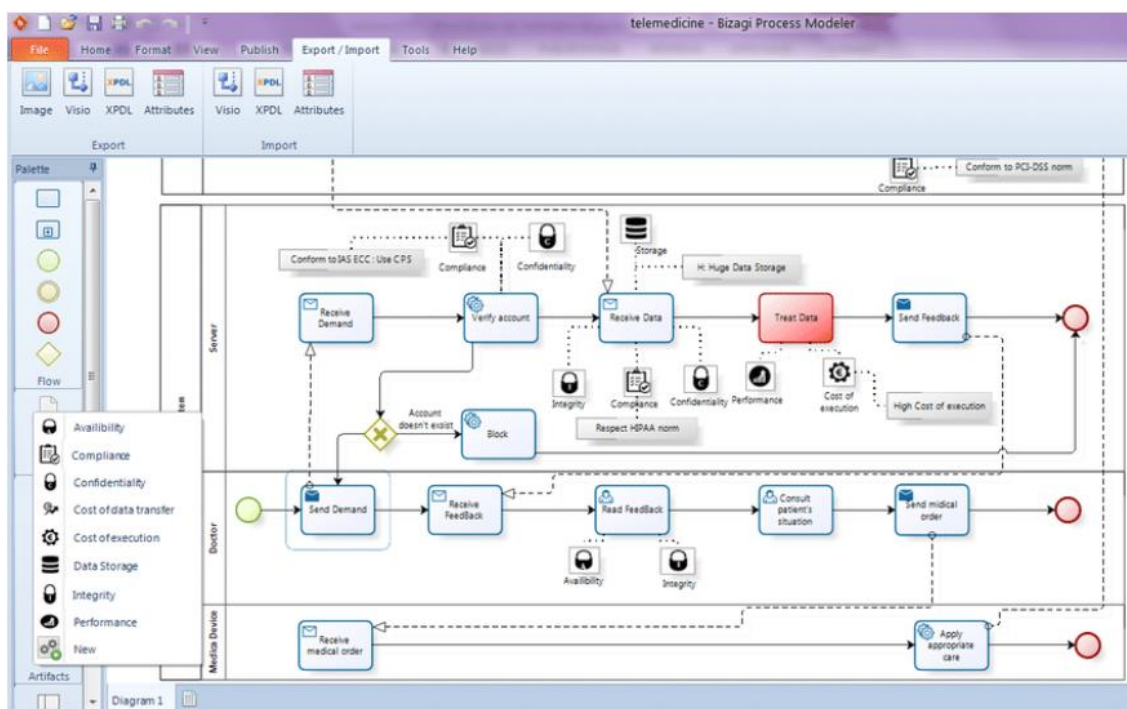 telemedicine - Bizagi Process Modeler
File Home Format View Publish Export / Import Tools Help
XPDL XPDL
Image Visio XPDL Attributes Visio XPDL Attributes
Export Import
Palette
Conform to PCI-DSS norm
Compliance
Flow
Availibility
Compliance
Confidentiality
Cost of data transfer
Cost of execution
Data Storage
Integrity
Performance
New
Artifacts
Server
Storage
Conform to IAS ECC : Use CPS
Compliance
Confidentiality
H: Huge Data Storage
Receive
Demand
Verify account
Receive Data
Treat Data
Send Feedback
Integrity
Compliance
Confidentiality
Performance
Cost of
execution
High Cost of execution
Respect HIPAA norm
Account
doesn't exsist
Block
Doctor
Send Demand
Receive
FeedBack
Read FeedBack
Consult
patient's
situation
Send midical
order
Availibility
Integrity
Medica Device
Receive
medical order
Apply
appropriate
care
Diagram 1